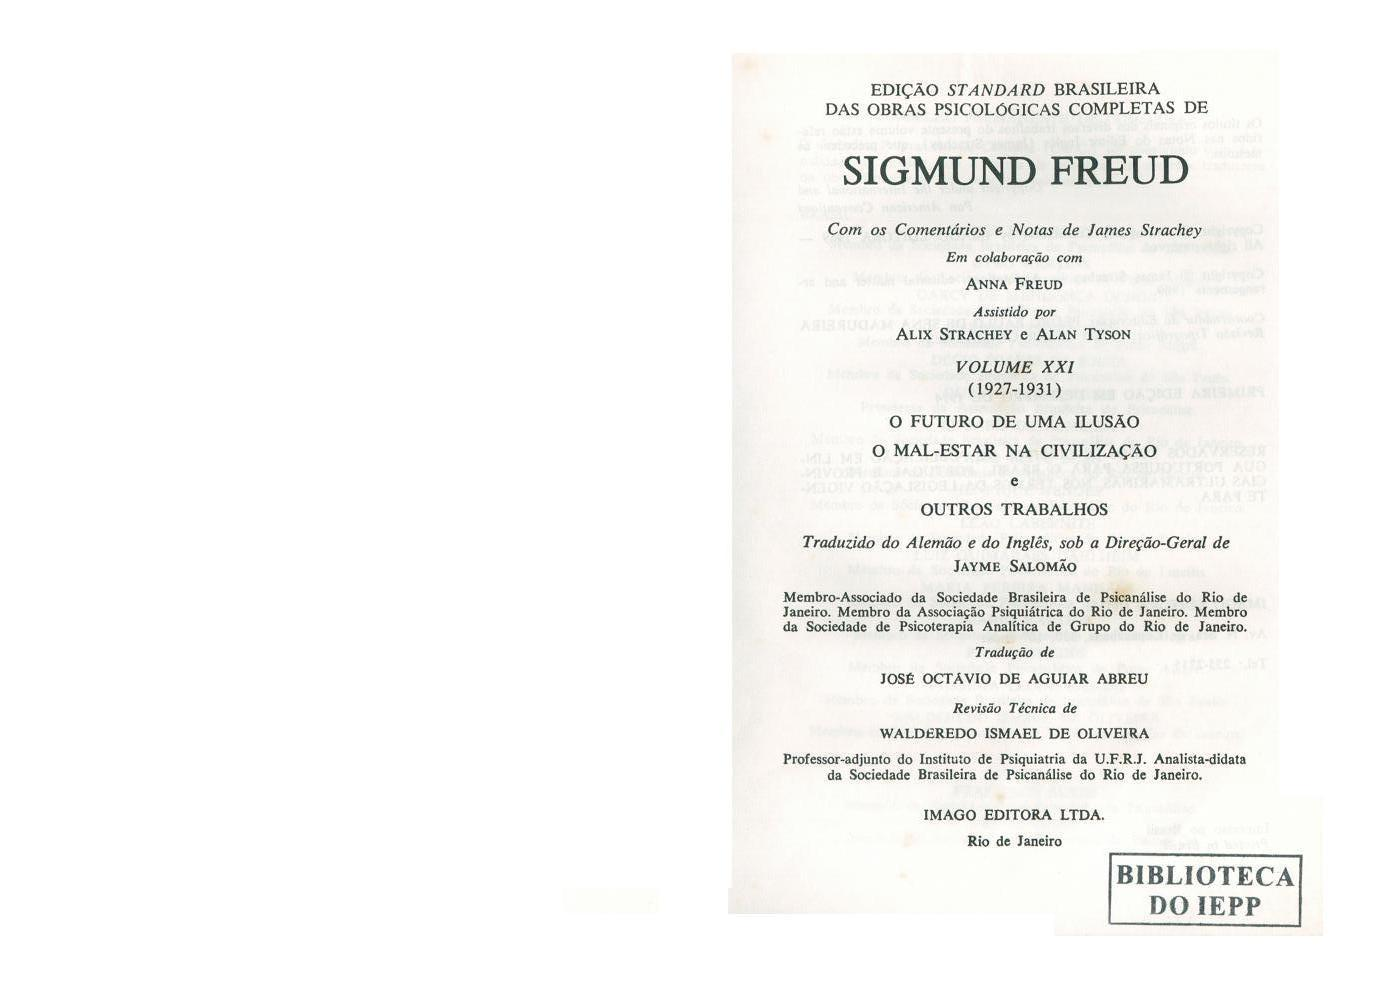 EDIÇÃO STANDARD BRASILEIRA
DAS OBRAS PSICOLÓGICAS COMPLETAS DE
SIGMUND FREUD
Com os Comentários e Notas de James Strachey
Em colaboração com
ANNA FREUD
Assistido por
ALIX STRACHEY e ALAN TYSON
VOLUME XXI
(1927-1931)
O FUTURO DE UMA ILUSÃO
O MAL-ESTAR NA CIVILIZAÇÃO
e
OUTROS TRABALHOS
Traduzido do Alemão e do Inglês, sob a Direção-Geral de
JAYME SALOMÃO
Membro-Associado da Sociedade Brasileira de Psicanálise do Rio de
Janeiro. Membro da Associação Psiquiátrica do Rio de Janeiro. Membro
da Sociedade de Psicoterapia Analítica de Grupo do Rio de Janeiro.
Tradução de
JOSÉ OCTÁVIO DE AGUIAR ABREU
Revisão Técnica de
WALDEREDO ISMAEL DE OLIVEIRA
Professor-adjunto do Instituto de Psiquiatria da U.F.R.J. Analista-didata
da Sociedade Brasileira de Psicanálise do Rio de Janeiro.
IMAGO EDITORA LTDA.
Rio de Janeiro
BIBLIOTECA
DO IEPP